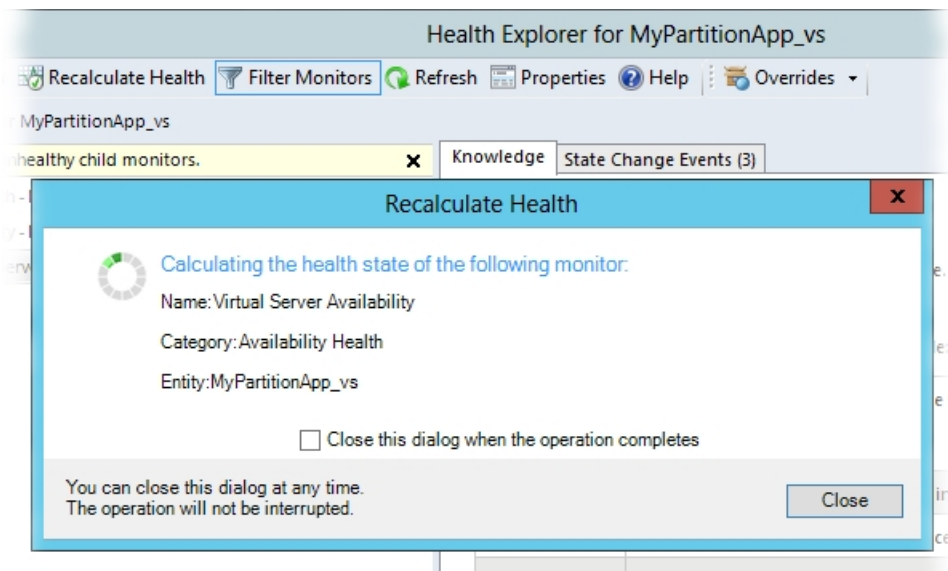 Health Explorer for MyPartitionApp_vs
Recalculate Health Filter Monitors Refresh Properties Help Overrides
MyPartitionApp_vs
healthy child monitors. x Knowledge State Change Events (3)
Recalculate Health x
Calculating the health state of the following monitor:
Name:Virtual Server Availability
Category:Availability Health
Entity:MyPartitionApp_vs
Close this dialog when the operation completes
You can close this dialog at any time.
The operation will not be interrupted.
Close